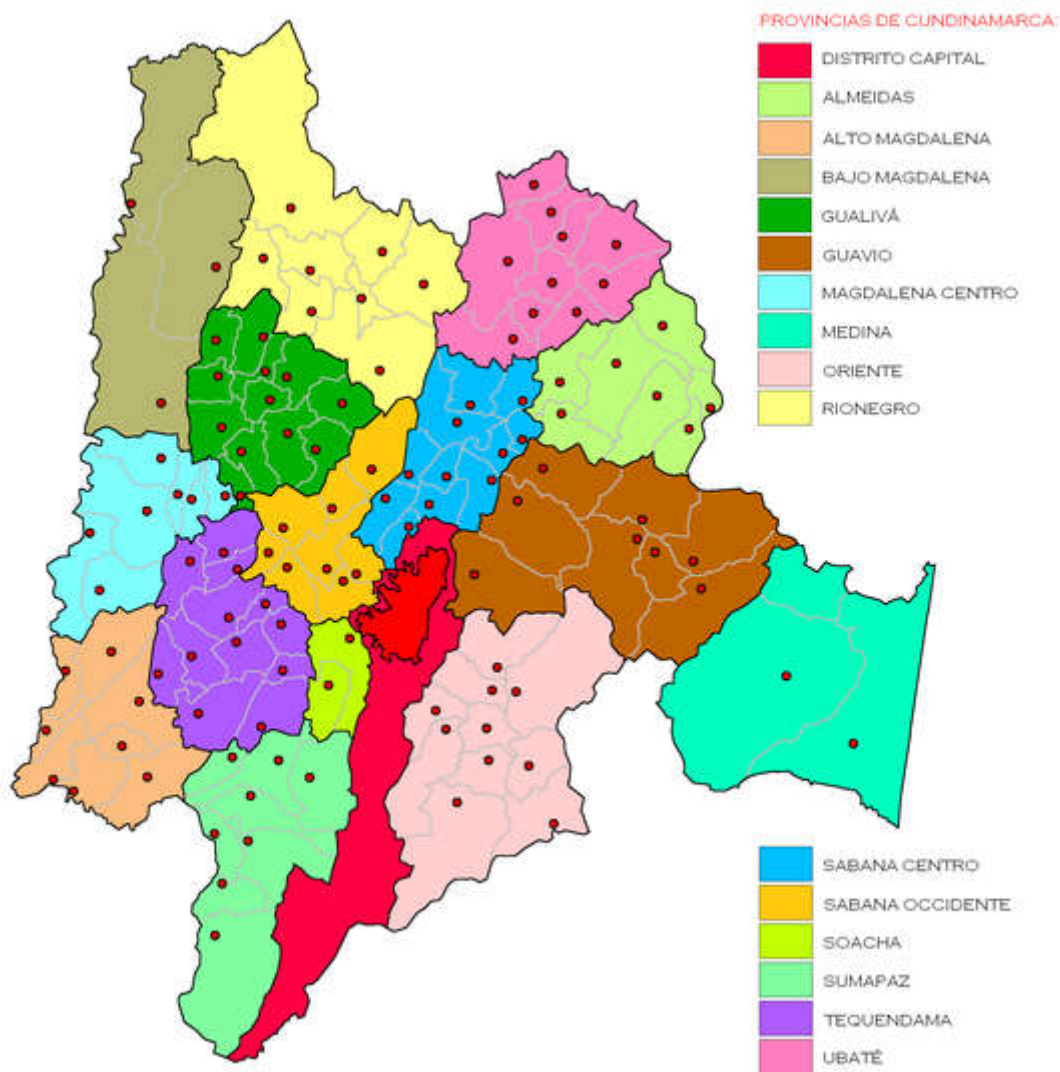 PROVINCIAS DE CUNDINAMARCA:
DISTRITO CAPITAL
ALMEIDAS
ALTO MAGDALENA
BAJO MAGDALENA
GUALIVÁ
GUAVIO
MAGDALENA CENTRO
MEDINA
ORIENTE
RIONEGRO
SABANA CENTRO
SABANA OCCIDENTE
SOACHA
SUMAPAZ
TEQUENDAMA
UBATÉ